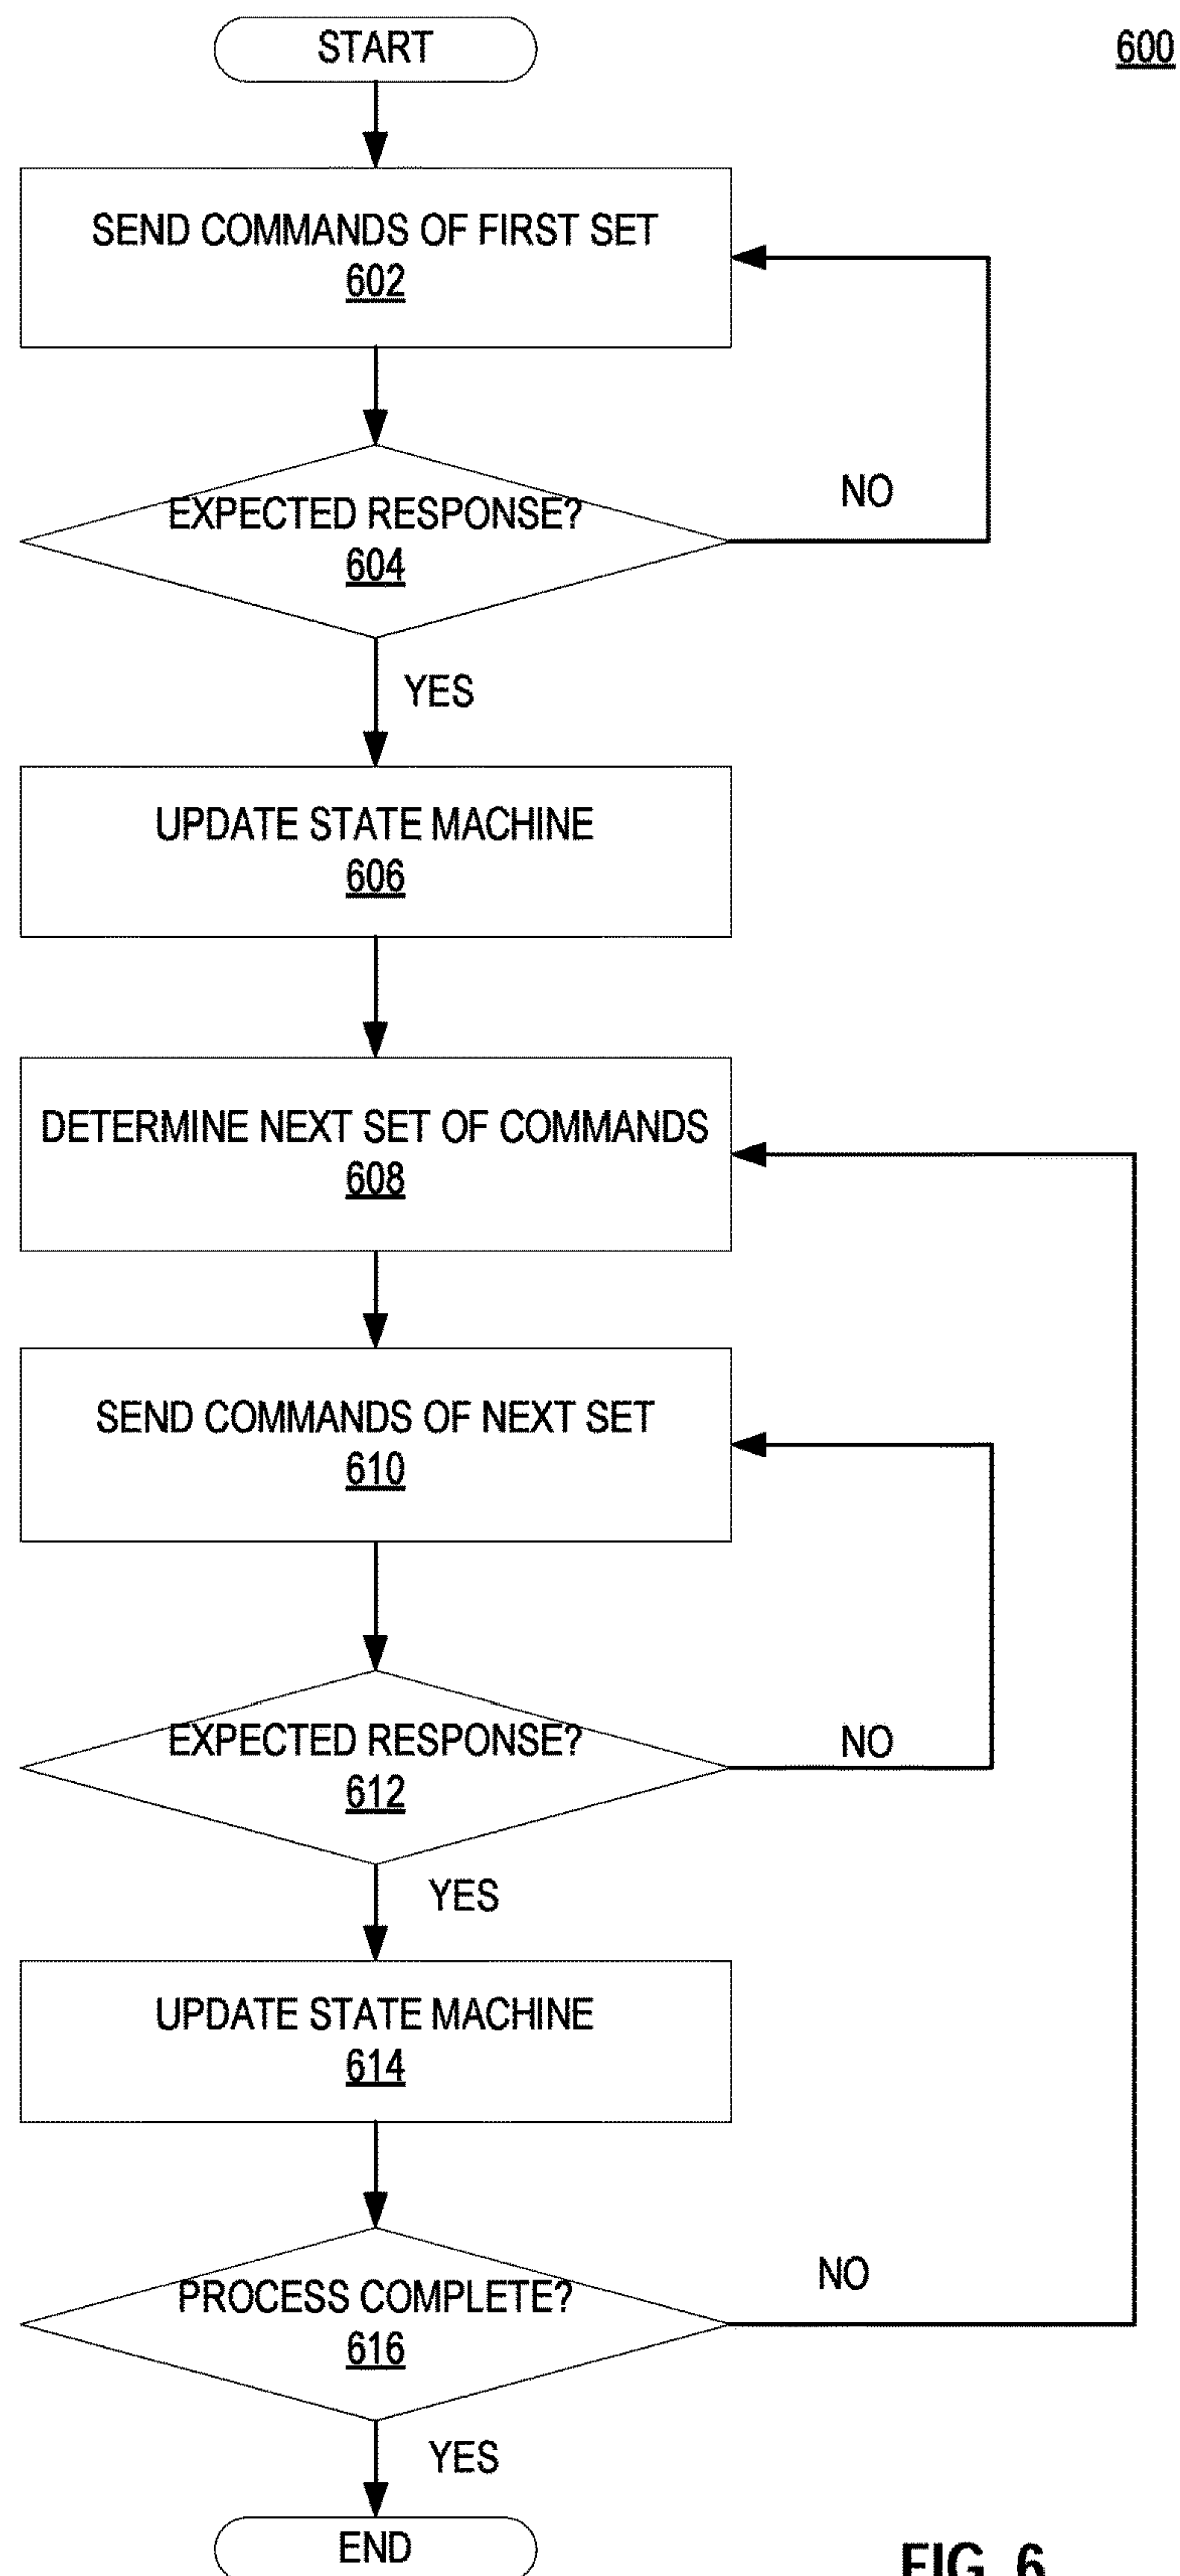 START
600
SEND COMMANDS OF FIRST SET
602
EXPECTED RESPONSE?
604
NO
YES
UPDATE STATE MACHINE
606
DETERMINE NEXT SET OF COMMANDS
608
SEND COMMANDS OF NEXT SET
610
EXPECTED RESPONSE?
612
NO
YES
UPDATE STATE MACHINE
614
PROCESS COMPLETE?
616
NO
YES
END
FIG. 6